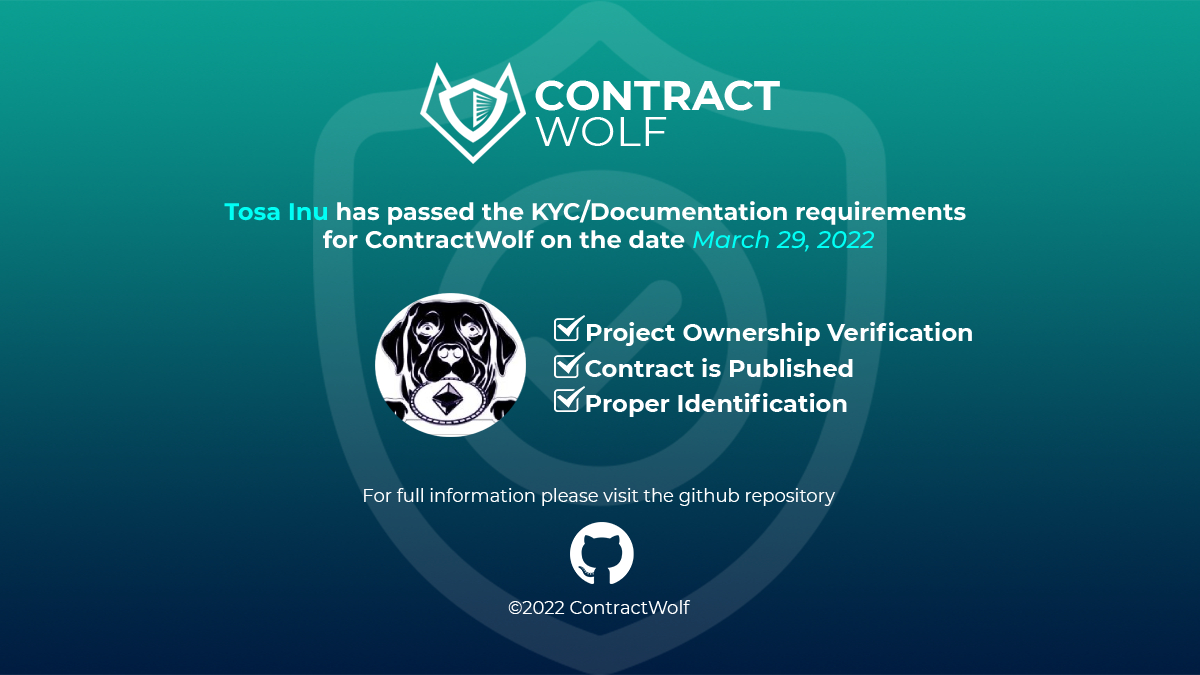 CONTRACT
WOLF
Tosa Inu has passed the KYC/Documentation requirements
for ContractWolf on the date March 29, 2022
Project Ownership Verification
Contract is Published
Proper Identification
For full information please visit the github repository
©2022 ContractWolf